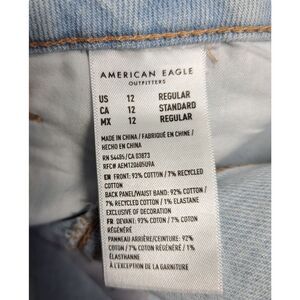 AMERICAN EAGLE
OUTFITTERS
US 12 REGULAR
CA 12 STANDARD
MX 12 REGULAR
MADE IN CHINA / FABRIQUÉ EN CHINE /
HECHO EN CHINA
RN 54485/CA 03873
RFC# AEM120605U9A
EN FRONT: 93% COTTON / 7% RECYCLED
COTTON
BACK PANEL/WAIST BAND: 92% COTTON /
7% RECYCLED COTTON / 1% ELASTANE
EXCLUSIVE OF DECORATION
FR DEVANT: 93% COTON / 7% COTON
RÉGÉNÉRÉ
PANNEAU ARRIÈRE/CEINTURE: 92%
COTON / 7% COTON RÉGÉNÉRÉ / 1%
ÉLASTHANNE
À L'EXCEPTION DE LA GARNITURE